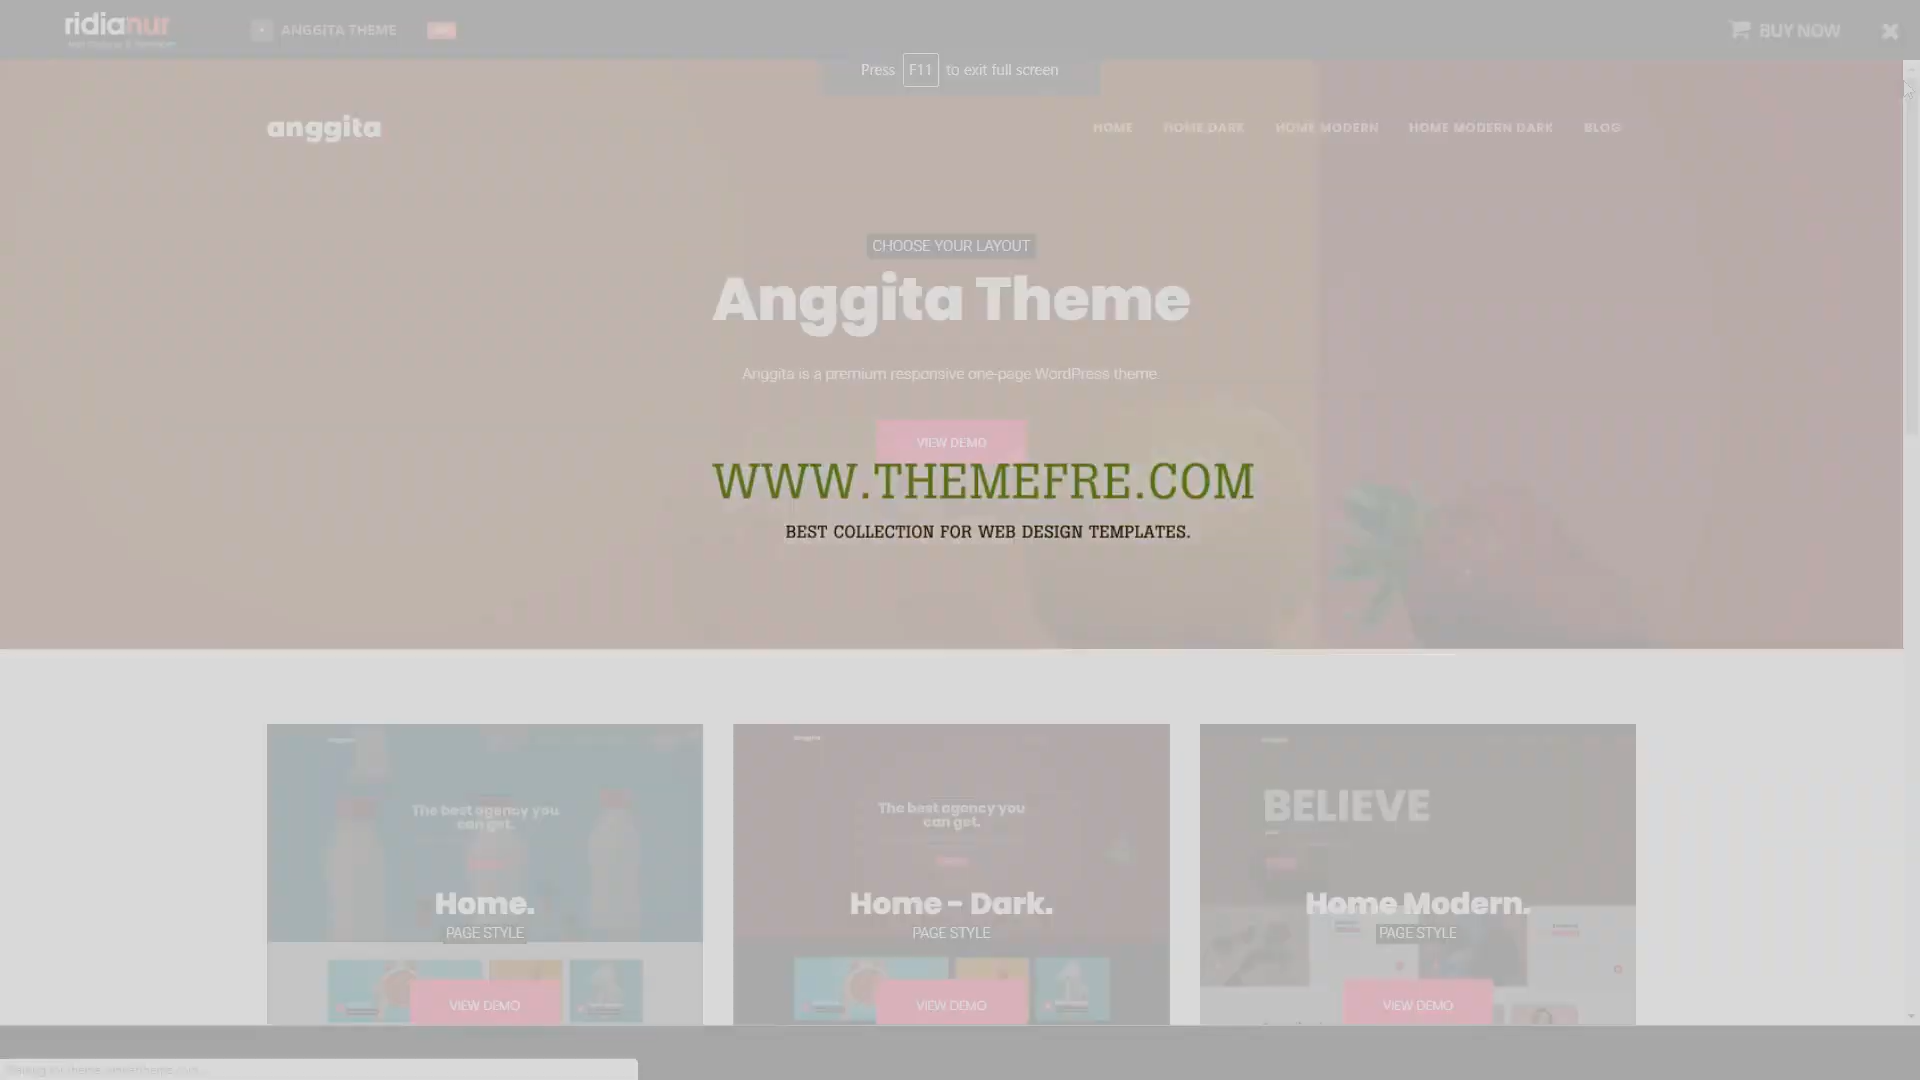 ridianur
ANGGITA THEME
BUY NOW
Press F11 to exit full screen
anggita
HOME HOME DARK HOME MODERN HOME MODERN DARK BLOG
CHOOSE YOUR LAYOUT
Anggita Theme
Anggita is a premium responsive one-page WordPress theme.
VIEW DEMO
WWW.THEMEFRE.COM
BEST COLLECTION FOR WEB DESIGN TEMPLATES.
The best agency you
can get.
Home.
PAGE STYLE
VIEW DEMO
The best agency you
can get.
Home - Dark.
PAGE STYLE
VIEW DEMO
BELIEVE
Home Modern.
PAGE STYLE
VIEW DEMO